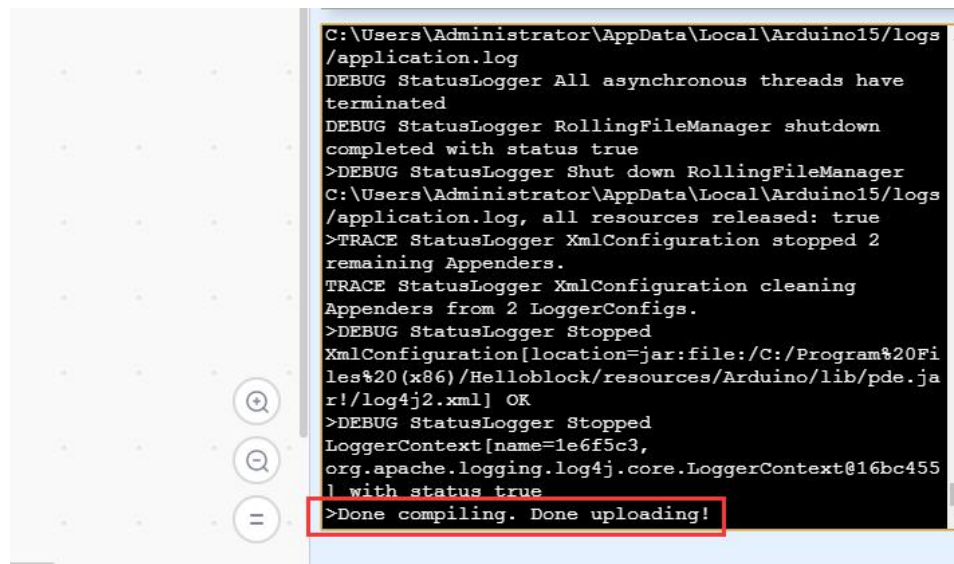 C:\Users\Administrator\AppData\Local\Arduino15/logs
/application.log
DEBUG StatusLogger All asynchronous threads have
terminated
DEBUG StatusLogger RollingFileManager shutdown
completed with status true
>DEBUG StatusLogger Shut down RollingFileManager
C:\Users\Administrator\AppData\Local\Arduino15/logs
/application.log, all resources released: true
>TRACE StatusLogger XmlConfiguration stopped 2
remaining Appenders.
TRACE StatusLogger XmlConfiguration cleaning
Appenders from 2 LoggerConfigs.
>DEBUG StatusLogger Stopped
XmlConfiguration[location=jar:file:/C:/Program%20Fi
les%20(x86)/Helloblock/resources/Arduino/lib/pde.ja
r!/log4j2.xml] OK
>DEBUG StatusLogger Stopped
LoggerContext[name=1e6f5c3,
org.apache.logging.log4j.core.LoggerContext@16bc455
] with status true
>Done compiling. Done uploading!